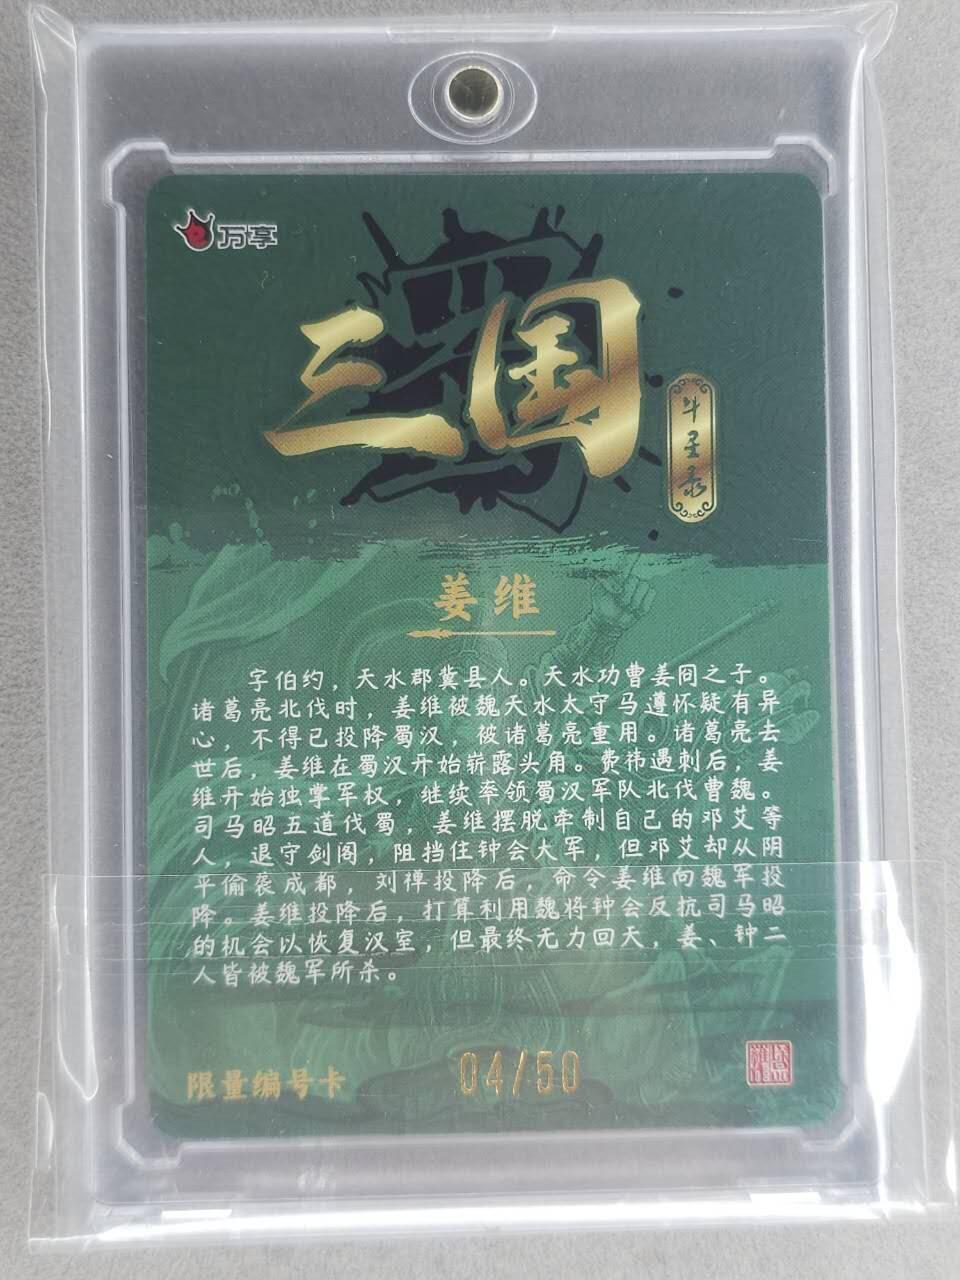 万享
三国
斗星录
姜维
字伯约，天水郡冀县人。天水功曹姜冏之子。
诸葛亮北伐时，姜维被魏天水太守马遵怀疑有异
心，不得已投降蜀汉，被诸葛亮重用。诸葛亮去
世后，姜维在蜀汉开始崭露头角。费祎遇刺后，姜
维开始独掌军权，继续率领蜀汉军队北伐曹魏。
司马昭五道伐蜀，姜维摆脱牵制自己的邓艾等
人，退守剑阁，阻挡住钟会大军，但邓艾却从阴
平偷袭成都，刘禅投降后，命令姜维向魏军投
降。姜维投降后，打算利用魏将钟会反抗司马昭
的机会以恢复汉室，但最终无力回天，姜、钟二
人皆被魏军所杀。
限量编号卡 04/50